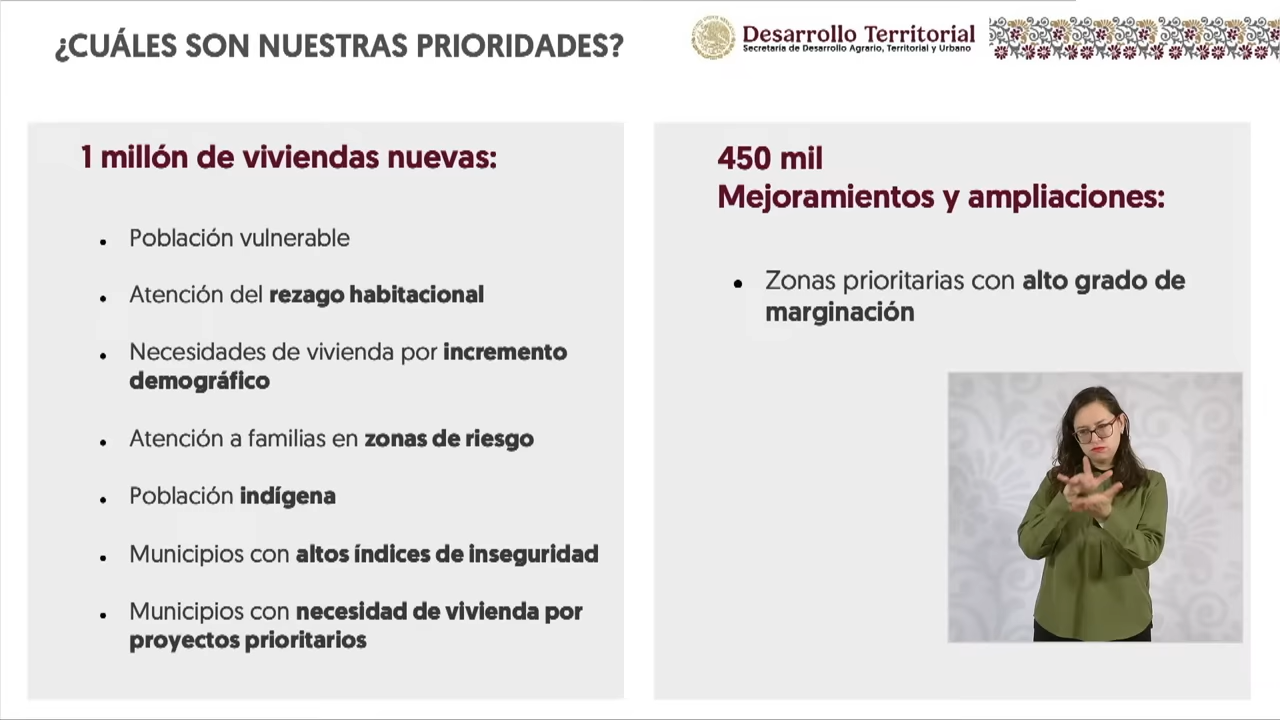 ¿CUÁLES SON NUESTRAS PRIORIDADES?
Desarrollo Territorial
Secretaría de Desarrollo Agrario, Territorial y Urbano
1 millón de viviendas nuevas:
• Población vulnerable
• Atención del rezago habitacional
• Necesidades de vivienda por incremento
demográfico
• Atención a familias en zonas de riesgo
• Población indígena
• Municipios con altos índices de inseguridad
• Municipios con necesidad de vivienda por
proyectos prioritarios
450 mil
Mejoramientos y ampliaciones:
• Zonas prioritarias con alto grado de
marginación